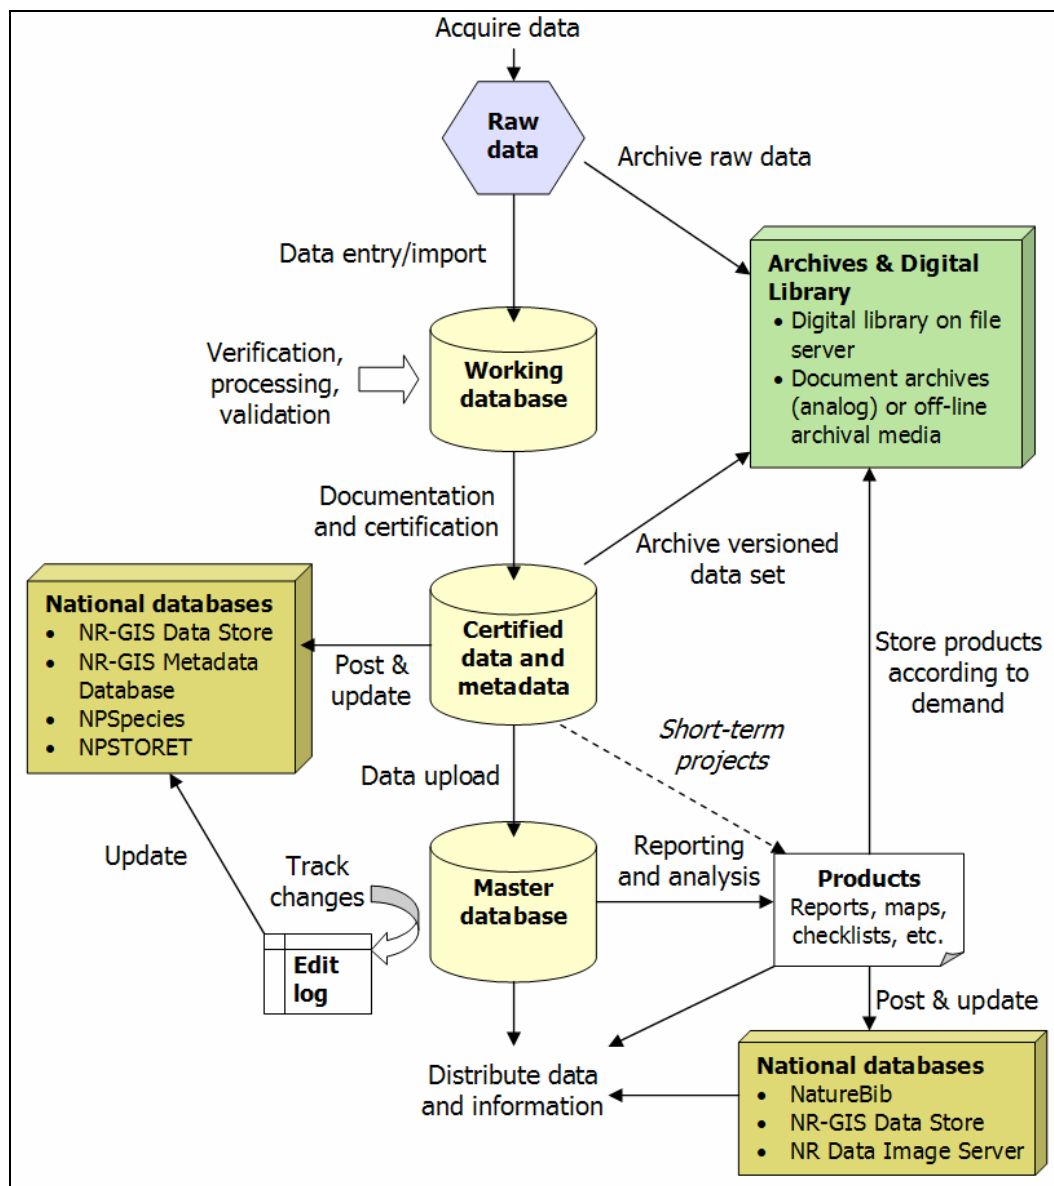 Acquire data
Raw
data
Archive raw data
Data entry/import
Archives & Digital
Library
• Digital library on file
server
• Document archives
(analog) or off-line
archival media
Verification,
processing,
validation
Working
database
Documentation
and certification
Archive versioned
data set
National databases
• NR-GIS Data Store
• NR-GIS Metadata
Database
• NPSpecies
• NPSTORET
Post &
update
Certified
data and
metadata
Store products
according to
demand
Short-term
projects
Data upload
Update
Track
changes
Master
database
Reporting
and analysis
Products
Reports, maps,
checklists, etc.
Edit
log
Post & update
Distribute data
and information
National databases
• NatureBib
• NR-GIS Data Store
• NR Data Image Server